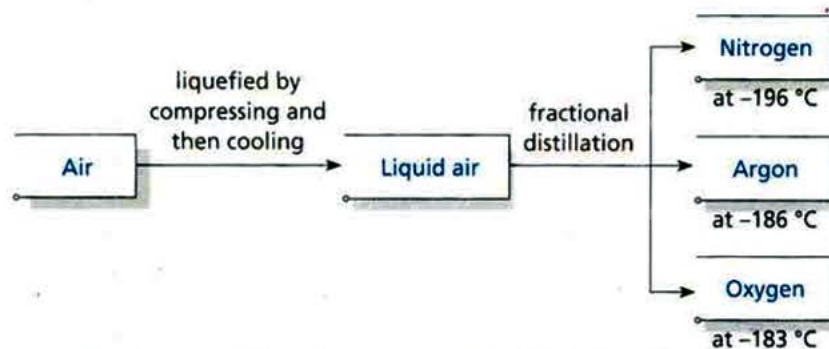 liquefied by
compressing and
then cooling
Air
Liquid air
fractional
distillation
Nitrogen
at –196 °C
Argon
at –186 °C
Oxygen
at –183 °C